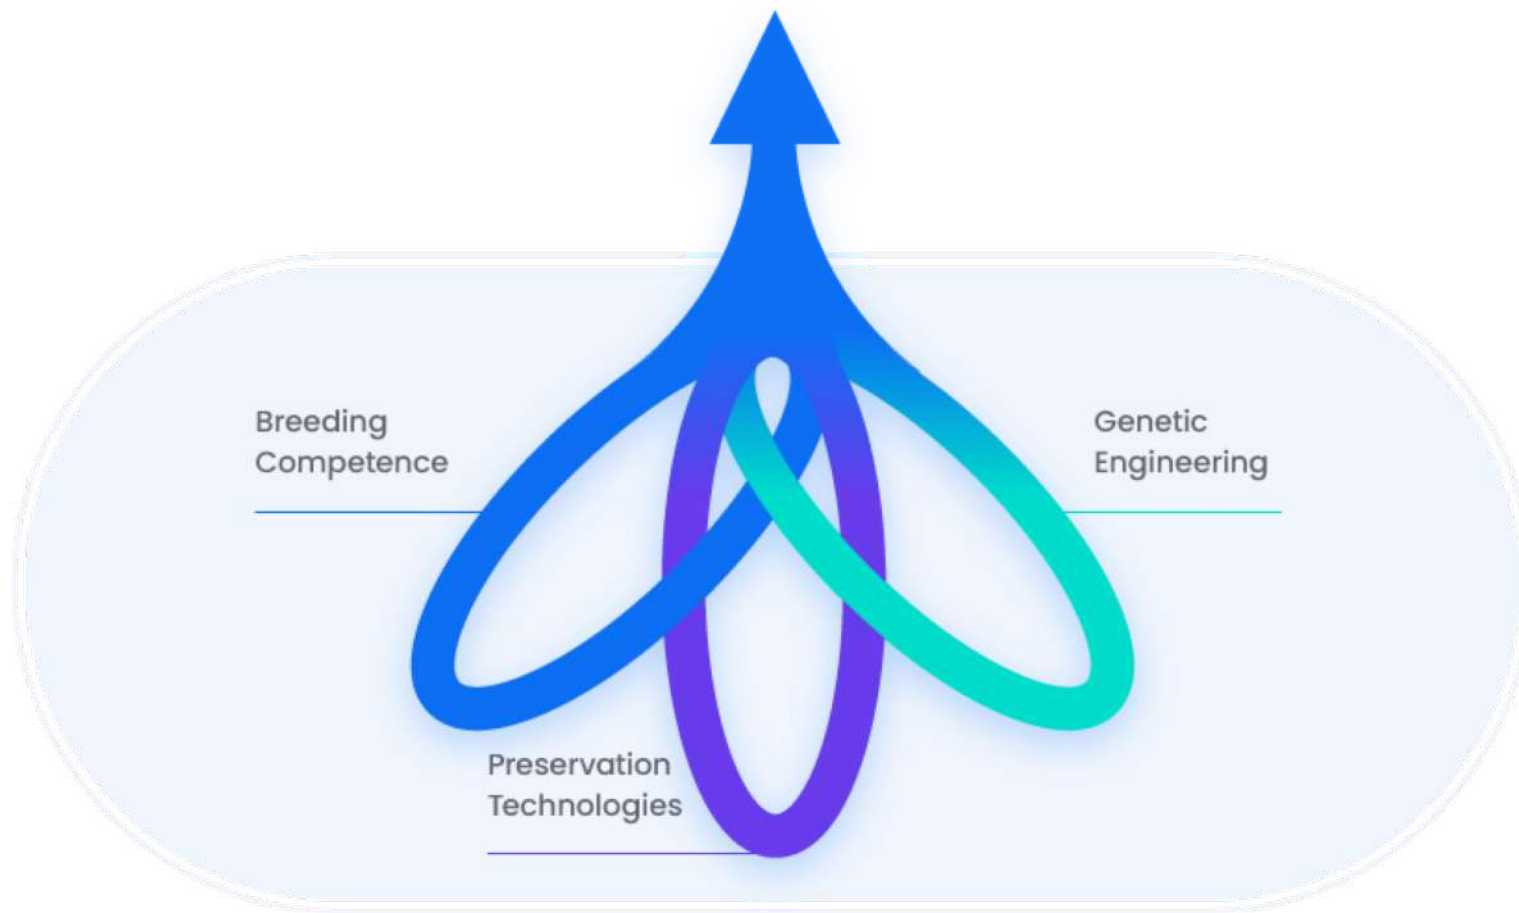 Breeding
Competence
Genetic
Engineering
Preservation
Technologies